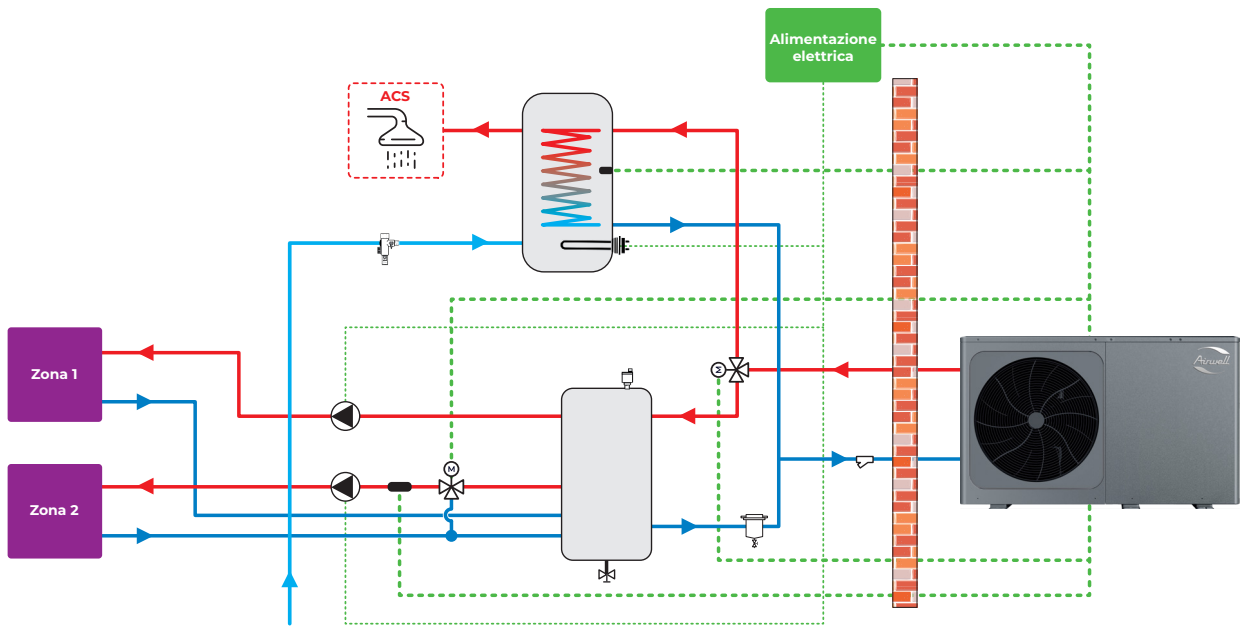 Alimentazione
elettrica
ACS
Zona 1
Airwell
M
M
Zona 2